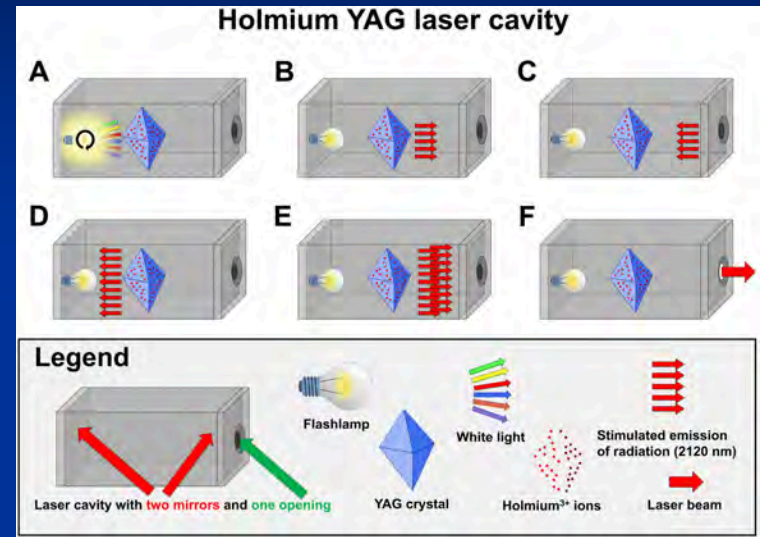 Holmium YAG laser cavity
A
B
C
D
E
F
Legend
Flashlamp
White light
Stimulated emission
of radiation (2120 nm)
YAG crystal
Holmium³⁺ ions
Laser beam
Laser cavity with two mirrors and one opening